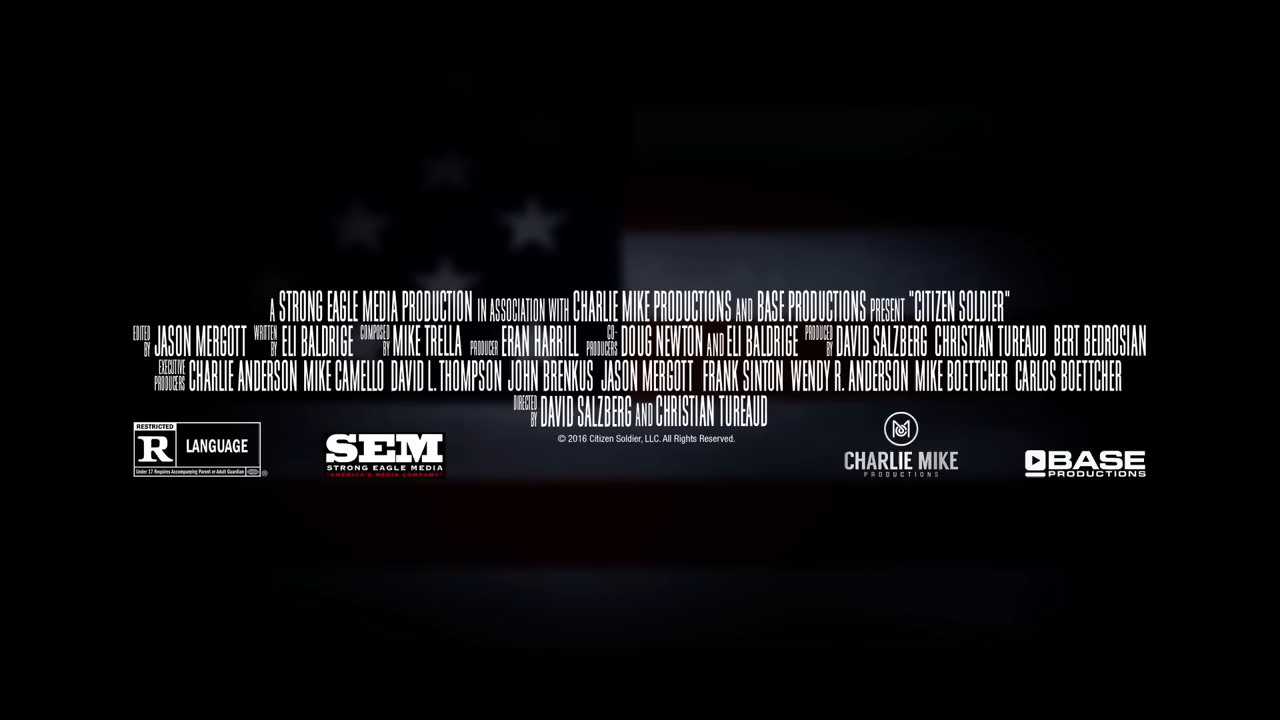 A STRONG EAGLE MEDIA PRODUCTION IN ASSOCIATION WITH CHARLIE MIKE PRODUCTIONS AND BASE PRODUCTIONS PRESENT "CITIZEN SOLDIER"
EDITED BY JASON MERGOTT WRITTEN BY ELI BALDRIGE COMPOSED BY MIKE TRELLA PRODUCER ERAN HARRILL CO-PRODUCERS DOUG NEWTON AND ELI BALDRIGE PRODUCED BY DAVID SALZBERG CHRISTIAN TUREAUD BERT BEDROSIAN
EXECUTIVE PRODUCERS CHARLIE ANDERSON MIKE CAMELLO DAVID L. THOMPSON JOHN BRENKUS JASON MERGOTT FRANK SINTON WENDY R. ANDERSON MIKE BOETTCHER CARLOS BOETTCHER
DIRECTED BY DAVID SALZBERG AND CHRISTIAN TUREAUD
© 2016 Citizen Soldier, LLC. All Rights Reserved.
RESTRICTED
R LANGUAGE
Under 17 Requires Accompanying Parent or Adult Guardian ®
SEM
STRONG EAGLE MEDIA
"AMERICA'S MEDIA COMPANY"
CHARLIE MIKE
PRODUCTIONS
BASE
PRODUCTIONS